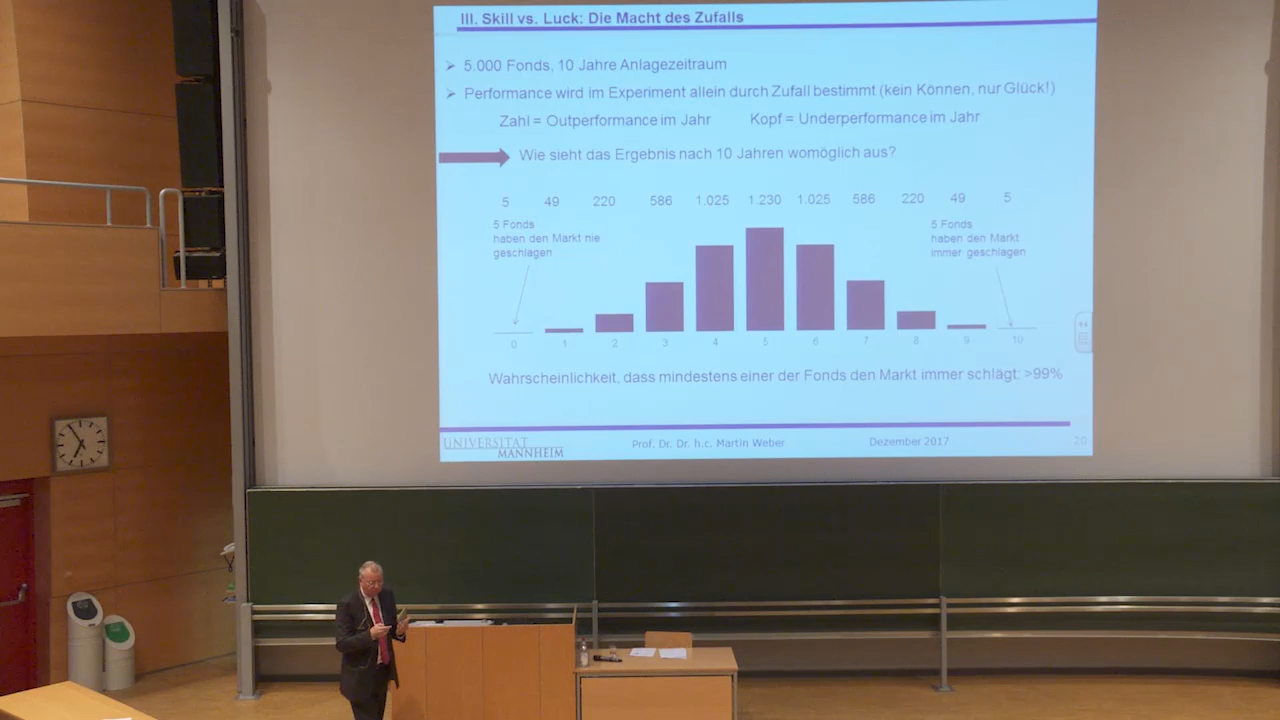 III. Skill vs. Luck: Die Macht des Zufalls
➢ 5.000 Fonds, 10 Jahre Anlagezeitraum
➢ Performance wird im Experiment allein durch Zufall bestimmt (kein Können, nur Glück!)
Zahl = Outperformance im Jahr Kopf = Underperformance im Jahr
Wie sieht das Ergebnis nach 10 Jahren womöglich aus?
5 49 220 586 1.025 1.230 1.025 586 220 49 5
5 Fonds
haben den Markt nie
geschlagen
5 Fonds
haben den Markt
immer geschlagen
0 1 2 3 4 5 6 7 8 9 10
Wahrscheinlichkeit, dass mindestens einer der Fonds den Markt immer schlägt: >99%
UNIVERSITÄT
MANNHEIM
Prof. Dr. Dr. h.c. Martin Weber
Dezember 2017
20